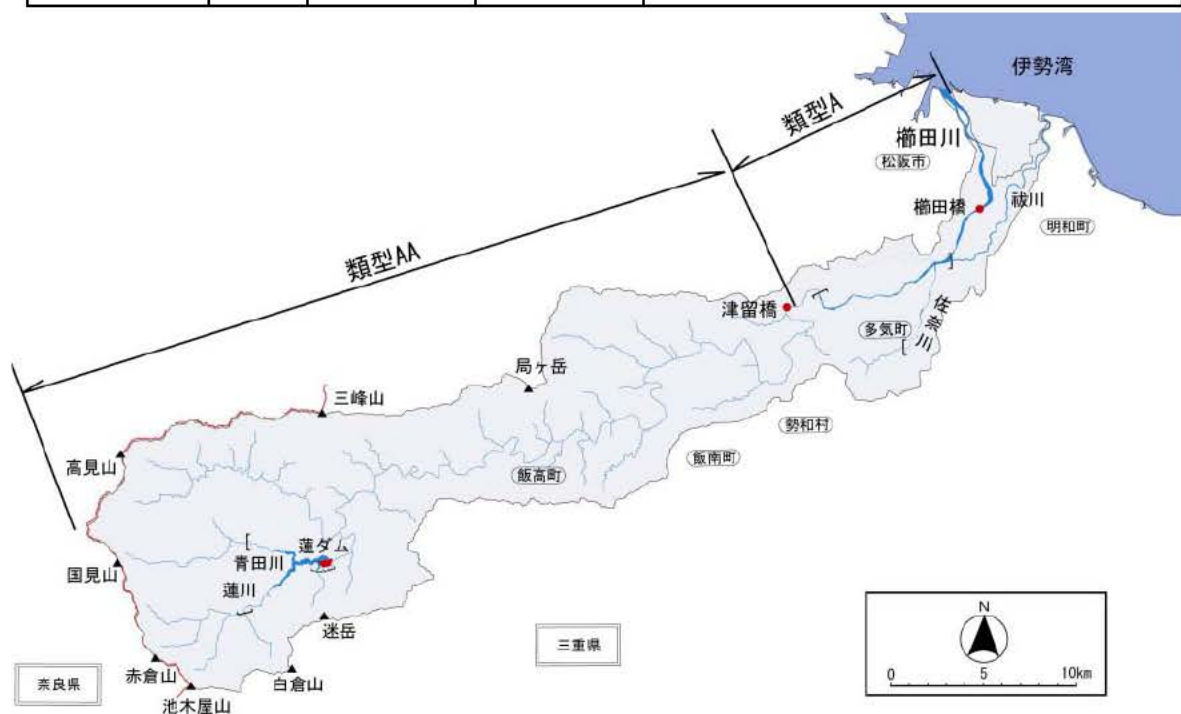 伊勢湾
類型A
櫛田川
松阪市
櫛田橋
祓川
明和町
類型AA
津留橋
佐奈川
多気町
局ヶ岳
三峰山
勢和村
高見山
飯南町
飯高町
蓮ダム
青田川
国見山
蓮川
迷岳
三重県
N
赤倉山
白倉山
奈良県
0 5 10km
池木屋山